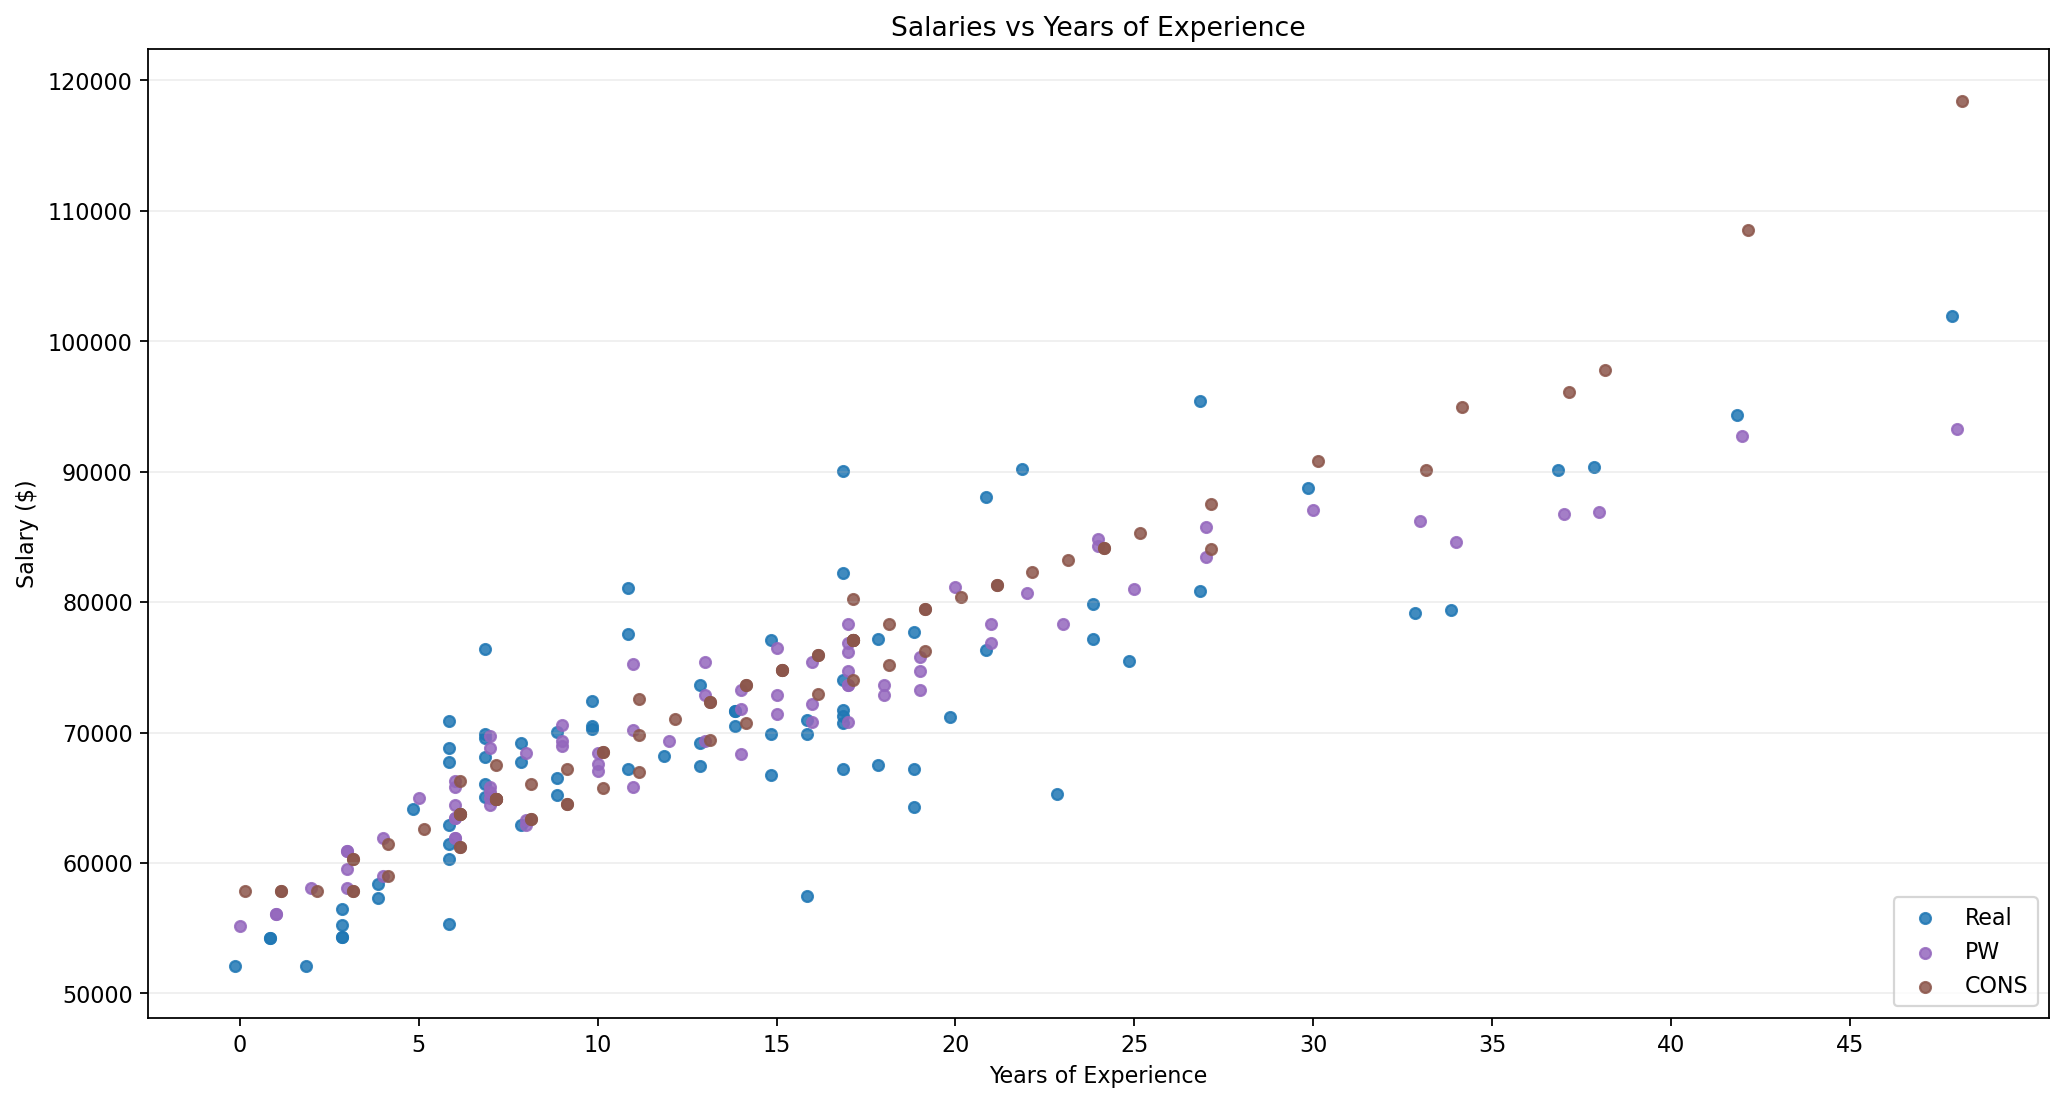 Salaries vs Years of Experience
120000
110000
100000
90000
80000
70000
60000
50000
Salary ($)
Real
PW
CONS
0 5 10 15 20 25 30 35 40 45
Years of Experience